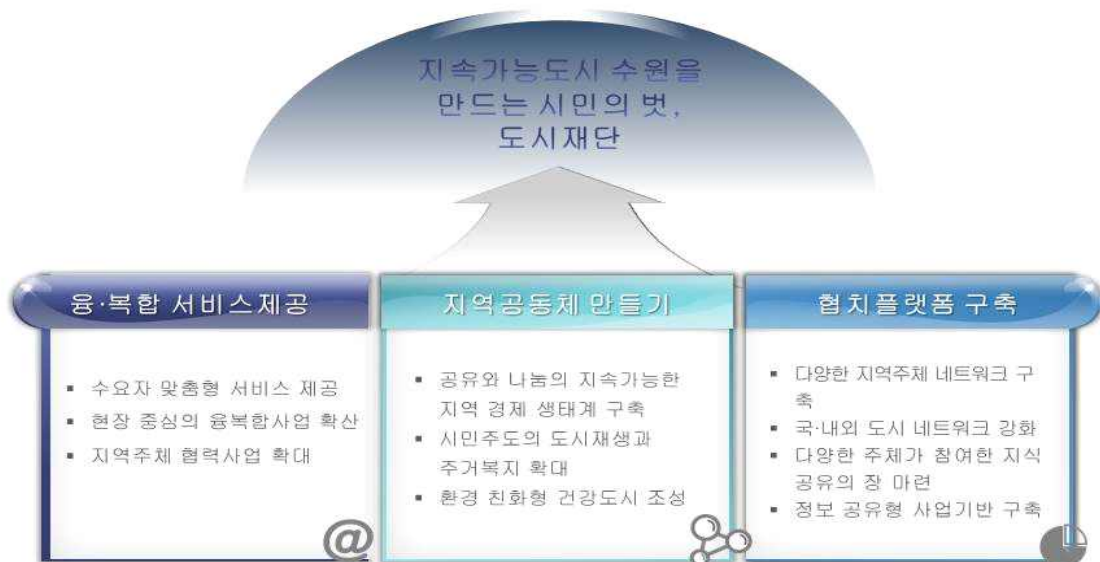 지속가능도시 수원을
만드는 시민의 벗,
도시재단
융·복합 서비스제공
▪ 수요자 맞춤형 서비스 제공
▪ 현장 중심의 융복합사업 확산
▪ 지역주체 협력사업 확대
@
지역공동체 만들기
▪ 공유와 나눔의 지속가능한
지역 경제 생태계 구축
▪ 시민주도의 도시재생과
주거복지 확대
▪ 환경 친화형 건강도시 조성
협치플랫폼 구축
▪ 다양한 지역주체 네트워크 구
축
▪ 국·내외 도시 네트워크 강화
▪ 다양한 주체가 참여한 지식
공유의 장 마련
▪ 정보 공유형 사업기반 구축